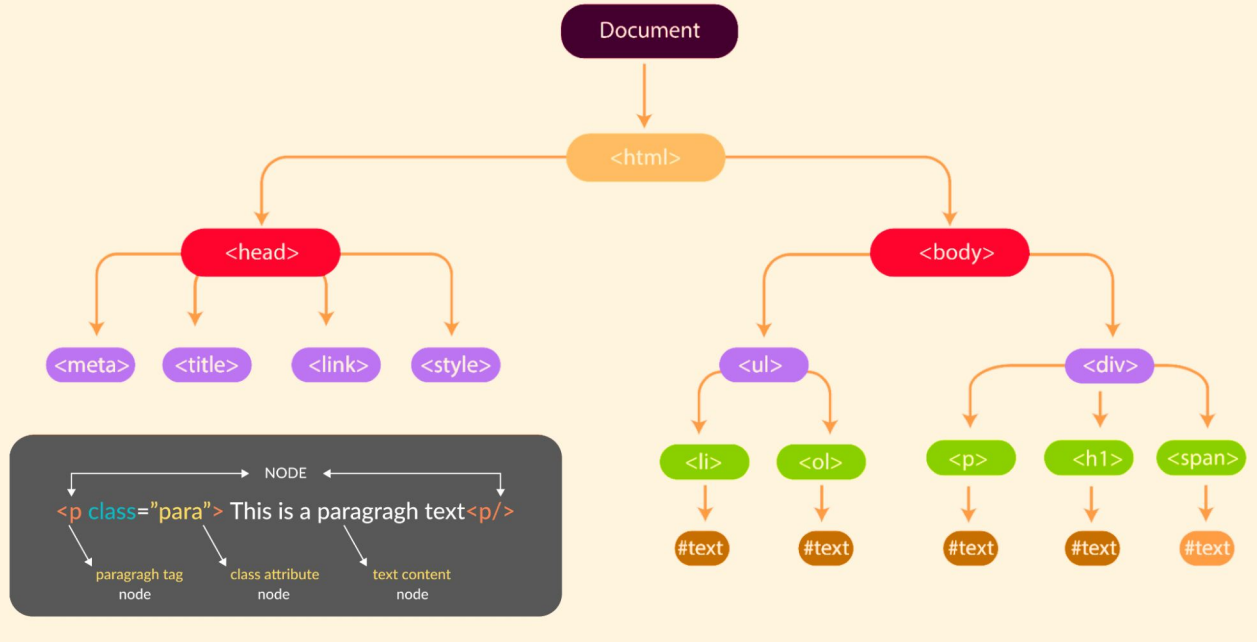 Document
<html>
<head>
<body>
<meta>
<title>
<link>
<style>
<ul>
<div>
<li>
<ol>
<p>
<h1>
<span>
#text
#text
#text
#text
#text
NODE
<p class=”para”> This is a paragragh text<p/>
paragragh tag
node
class attribute
node
text content
node